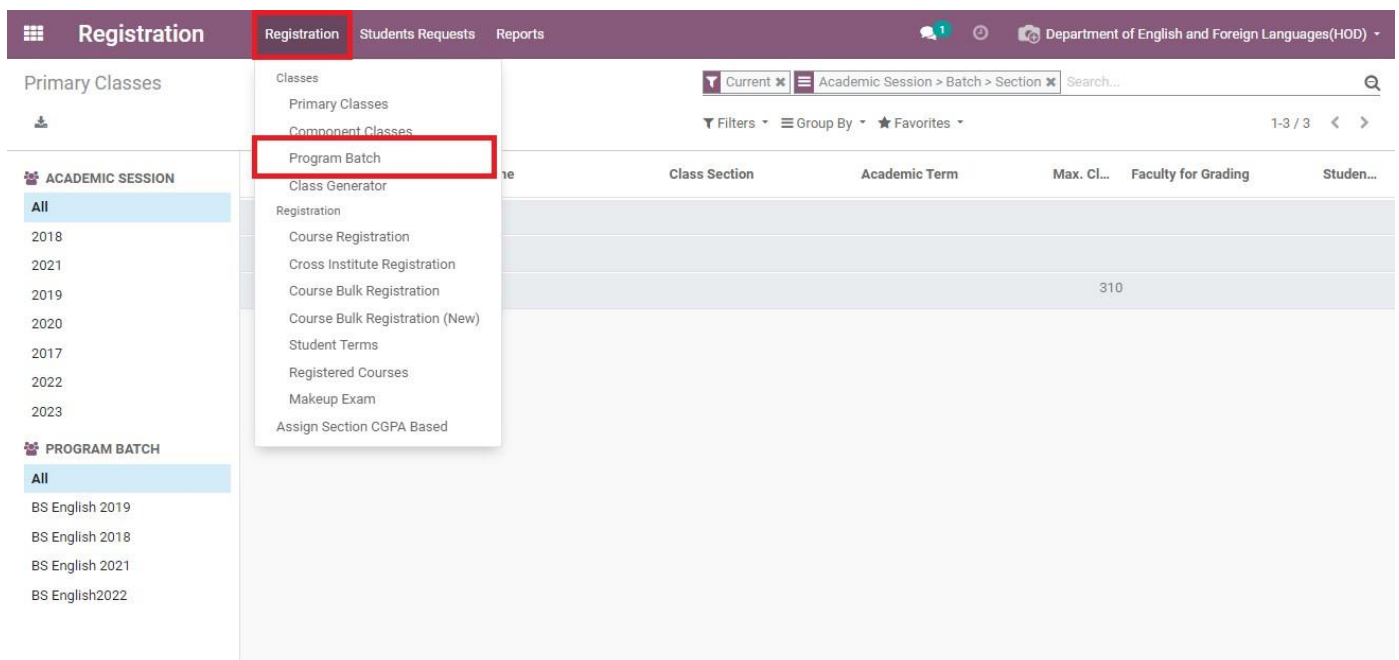 Registration Registration Students Requests Reports 1 Department of English and Foreign Languages(HOD)
Primary Classes
Current Academic Session > Batch > Section Search...
Filters Group By Favorites 1-3 / 3
Classes
Primary Classes
Component Classes
Program Batch
Class Generator
Registration
Course Registration
Cross Institute Registration
Course Bulk Registration
Course Bulk Registration (New)
Student Terms
Registered Courses
Makeup Exam
Assign Section CGPA Based
Class Section Academic Term Max. Cl... Faculty for Grading Studen...
310
ACADEMIC SESSION
All
2018
2021
2019
2020
2017
2022
2023
PROGRAM BATCH
All
BS English 2019
BS English 2018
BS English 2021
BS English2022